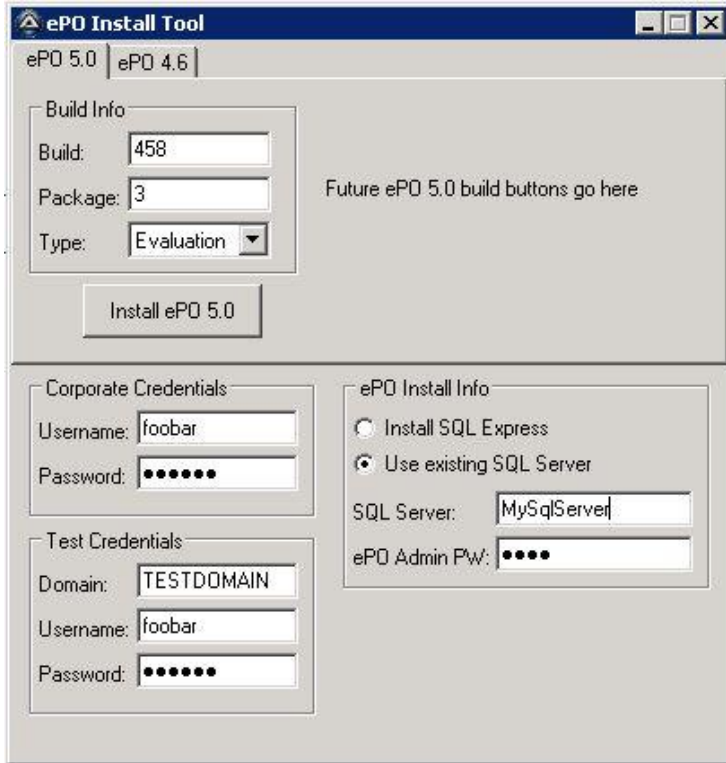 ePO Install Tool
ePO 5.0 ePO 4.6
Build Info
Build: 458
Package: 3
Type: Evaluation
Future ePO 5.0 build buttons go here
Install ePO 5.0
Corporate Credentials
Username: foobar
Password: ●●●●●●
Test Credentials
Domain: TESTDOMAIN
Username: foobar
Password: ●●●●●●
ePO Install Info
Install SQL Express
Use existing SQL Server
SQL Server: MySqlServer
ePO Admin PW: ●●●●